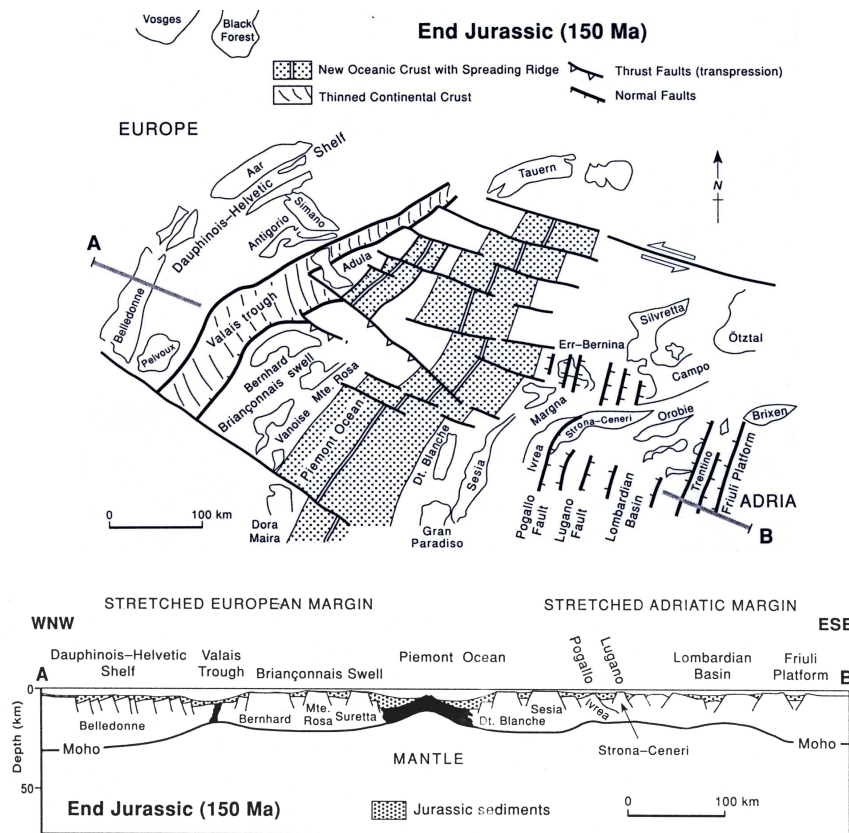 Vosges
Black
Forest
End Jurassic (150 Ma)
New Oceanic Crust with Spreading Ridge
Thinned Continental Crust
Thrust Faults (transpression)
Normal Faults
EUROPE
N
Aar
Dauphinois–Helvetic Shelf
Simano
Antigorio
Tauern
A
Adula
Belledonne
Pelvoux
Valais trough
Silvretta
Ötztal
Err–Bernina
Campo
Bernhard
Briançonnais swell
Mte. Rosa
Vanoise
Piemont Ocean
Margna
Strona–Ceneri
Orobie
Brixen
Dt. Blanche
Sesia
Ivrea
Trentino
Friuli Platform
ADRIA
B
0 100 km
Dora
Maira
Gran
Paradiso
Pogallo
Fault
Lugano
Fault
Lombardian
Basin
STRETCHED EUROPEAN MARGIN
STRETCHED ADRIATIC MARGIN
WNW
ESE
A
Dauphinois–Helvetic
Shelf
Valais
Trough
Briançonnais Swell
Piemont Ocean
Pogallo
Lugano
Lombardian
Basin
Friuli
Platform
B
0
Depth (km)
50
Belledonne
Bernhard
Mte.
Rosa
Suretta
Dt. Blanche
Sesia
Ivrea
Strona–Ceneri
Moho
MANTLE
Moho
End Jurassic (150 Ma)
Jurassic sediments
0 100 km